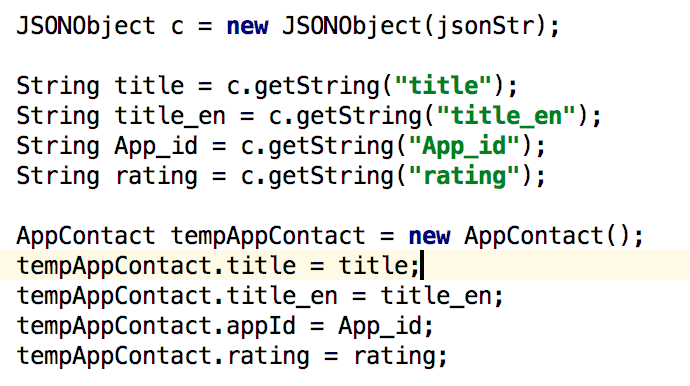 JSONObject c = new JSONObject(jsonStr);
String title = c.getString("title");
String title_en = c.getString("title_en");
String App_id = c.getString("App_id");
String rating = c.getString("rating");
AppContact tempAppContact = new AppContact();
tempAppContact.title = title;
tempAppContact.title_en = title_en;
tempAppContact.appId = App_id;
tempAppContact.rating = rating;